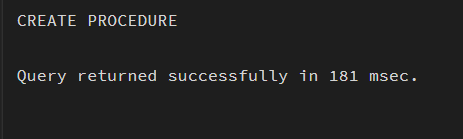 CREATE PROCEDURE
Query returned successfully in 181 msec.